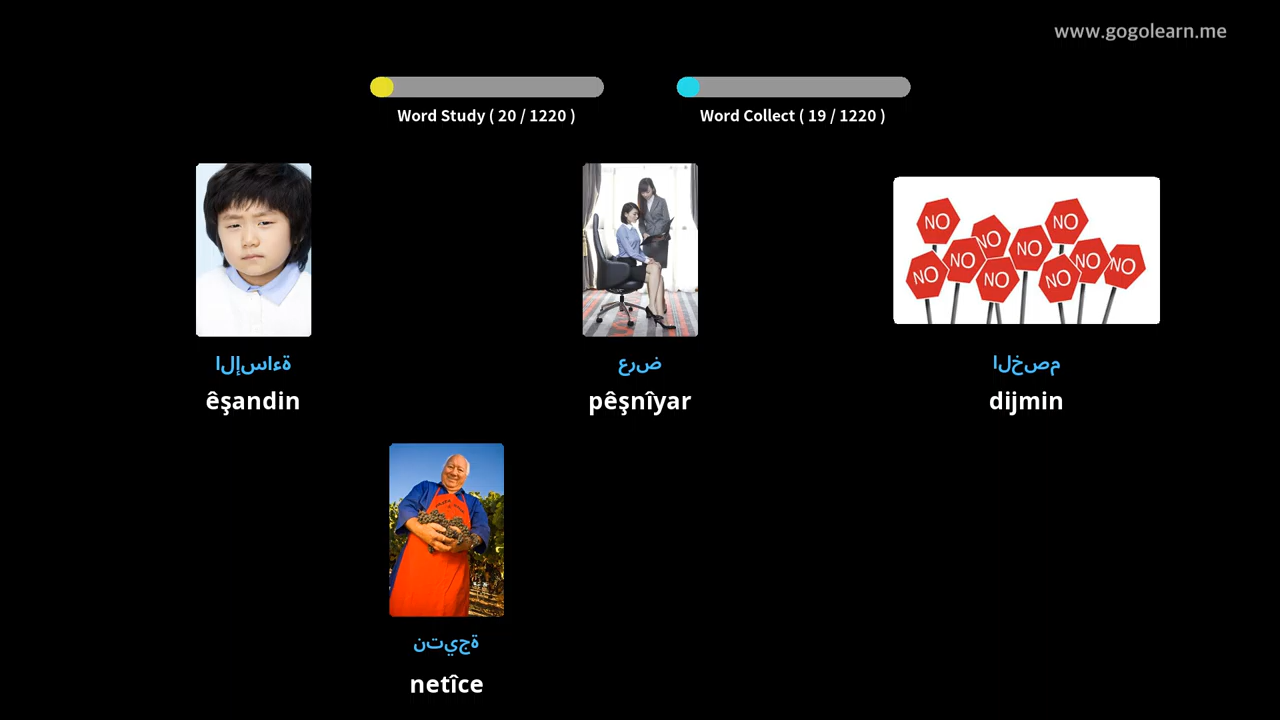 www.gogolearn.me
Word Study ( 20 / 1220 )
Word Collect ( 19 / 1220 )
NO
NO
NO
NO
NO
NO
NO
NO
NO
NO
الإساءة
عرض
الخصم
êşandin
pêşnîyar
dijmin
نتيجة
netîce